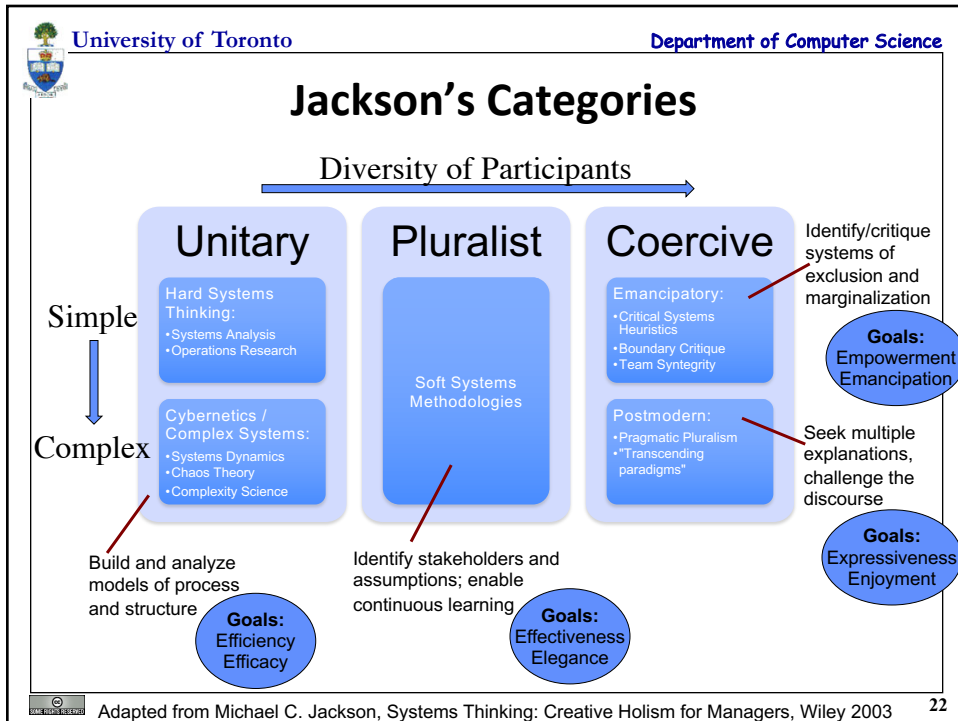 University of Toronto
Department of Computer Science
Jackson's Categories
Diversity of Participants
Simple
Complex
Unitary
Hard Systems
Thinking:
•Systems Analysis
•Operations Research
Cybernetics /
Complex Systems:
•Systems Dynamics
•Chaos Theory
•Complexity Science
Build and analyze
models of process
and structure
Goals:
Efficiency
Efficacy
Pluralist
Soft Systems
Methodologies
Identify stakeholders and
assumptions; enable
continuous learning
Goals:
Effectiveness
Elegance
Coercive
Emancipatory:
•Critical Systems
Heuristics
•Boundary Critique
•Team Syntegrity
Identify/critique
systems of
exclusion and
marginalization
Goals:
Empowerment
Emancipation
Postmodern:
•Pragmatic Pluralism
•"Transcending
paradigms"
Seek multiple
explanations,
challenge the
discourse
Goals:
Expressiveness
Enjoyment
cc
SOME RIGHTS RESERVED
Adapted from Michael C. Jackson, Systems Thinking: Creative Holism for Managers, Wiley 2003
22